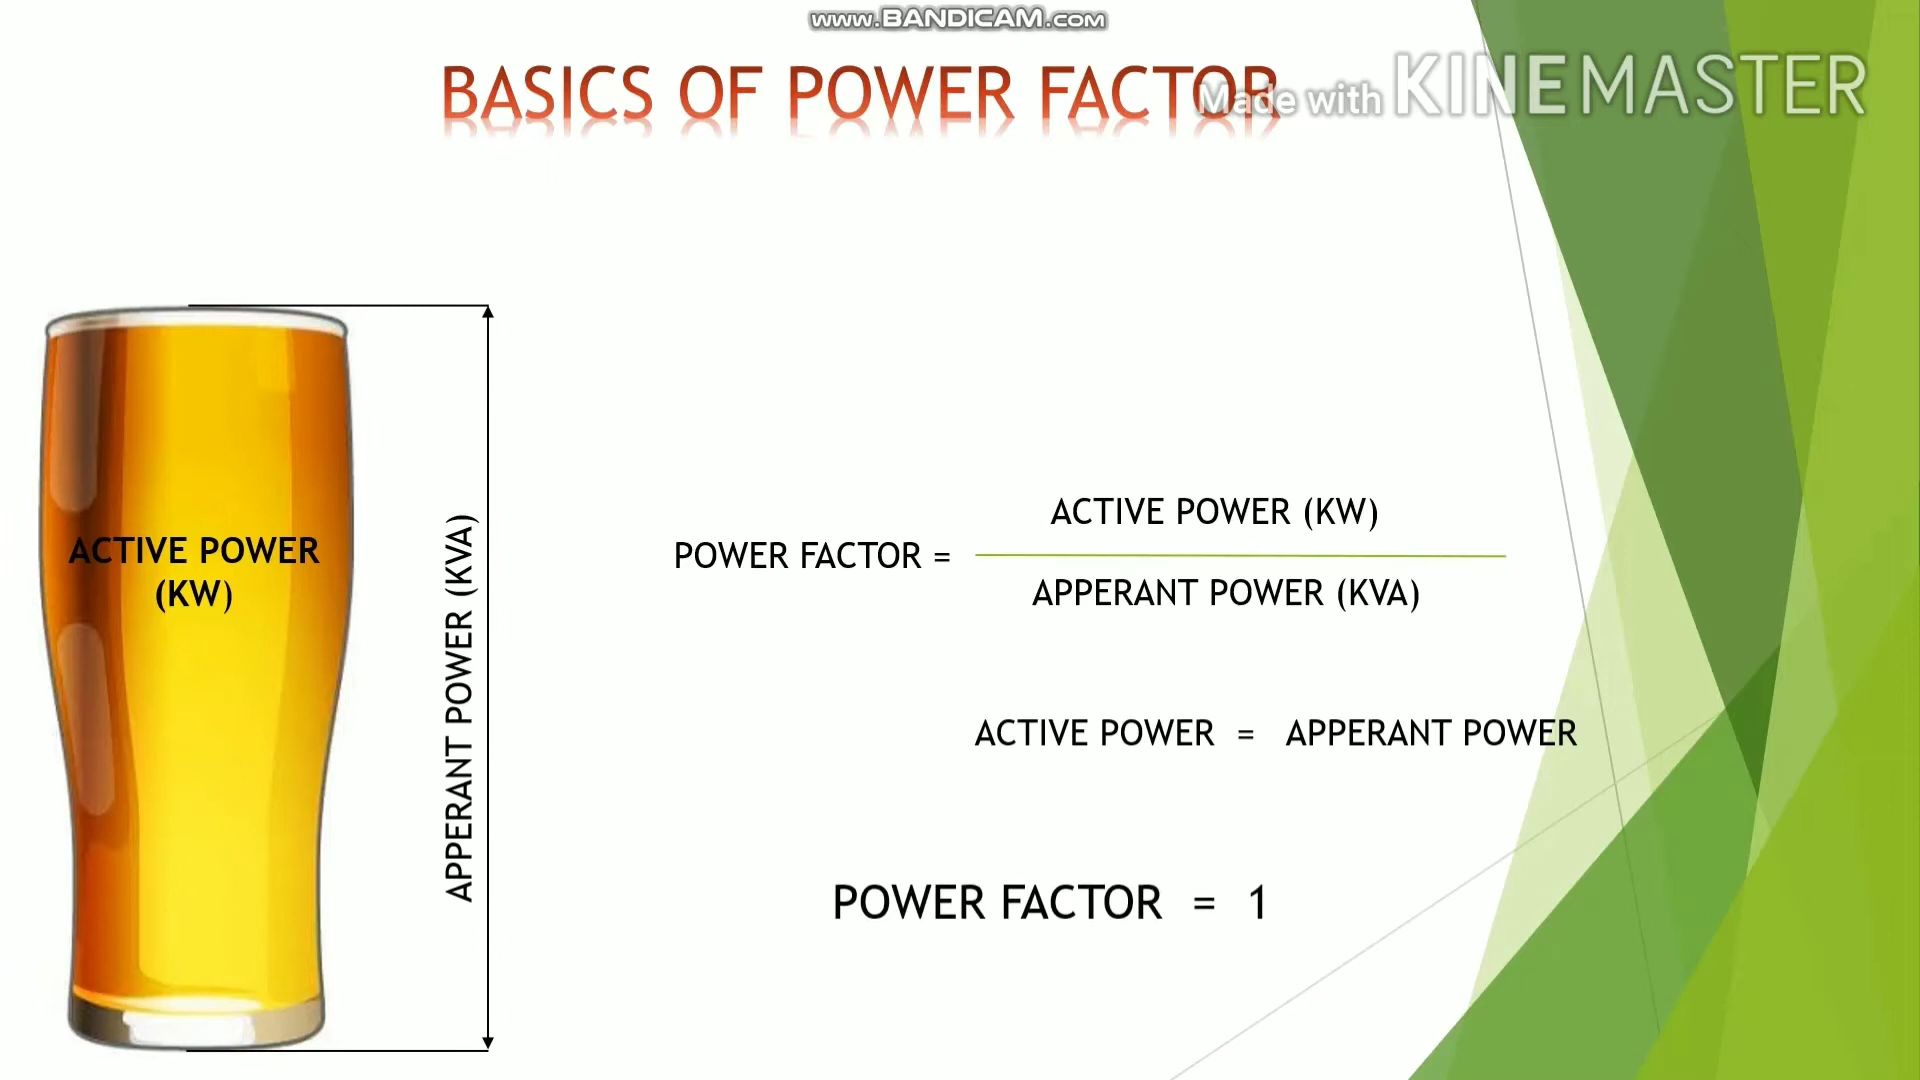 www.BANDICAM.com
BASICS OF POWER FACTOR
Made with KINEMASTER
ACTIVE POWER
(KW)
APPERANT POWER (KVA)
POWER FACTOR =
ACTIVE POWER (KW)
APPERANT POWER (KVA)
ACTIVE POWER = APPERANT POWER
POWER FACTOR = 1